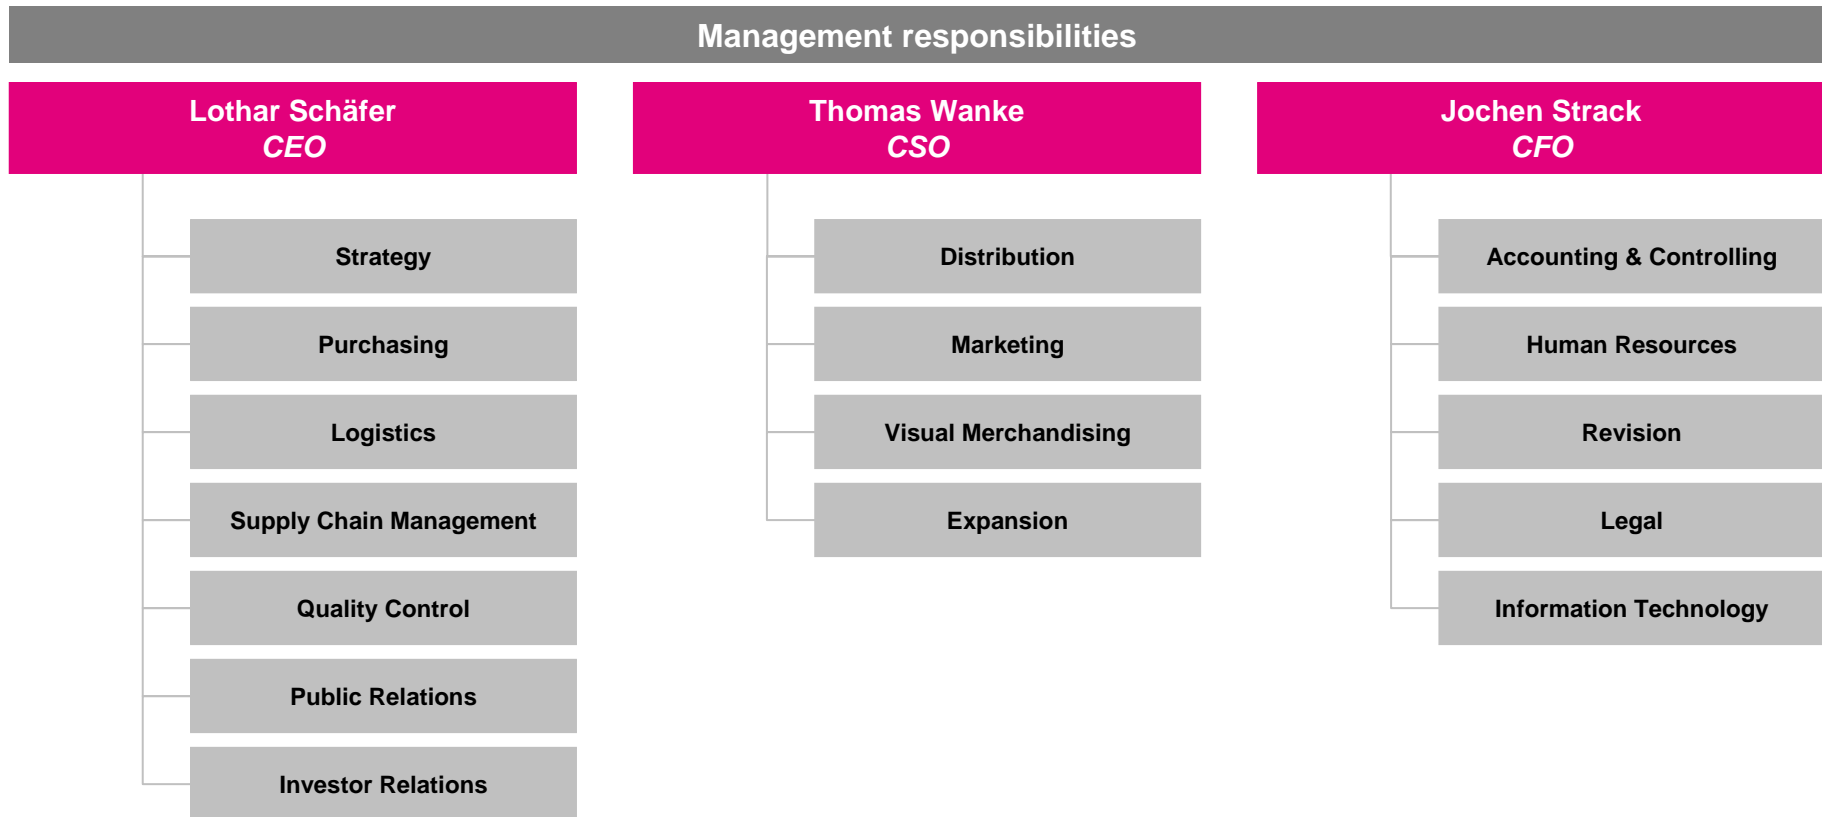 Management responsibilities
Lothar Schäfer
CEO
Strategy
Purchasing
Logistics
Supply Chain Management
Quality Control
Public Relations
Investor Relations
Thomas Wanke
CSO
Distribution
Marketing
Visual Merchandising
Expansion
Jochen Strack
CFO
Accounting & Controlling
Human Resources
Revision
Legal
Information Technology